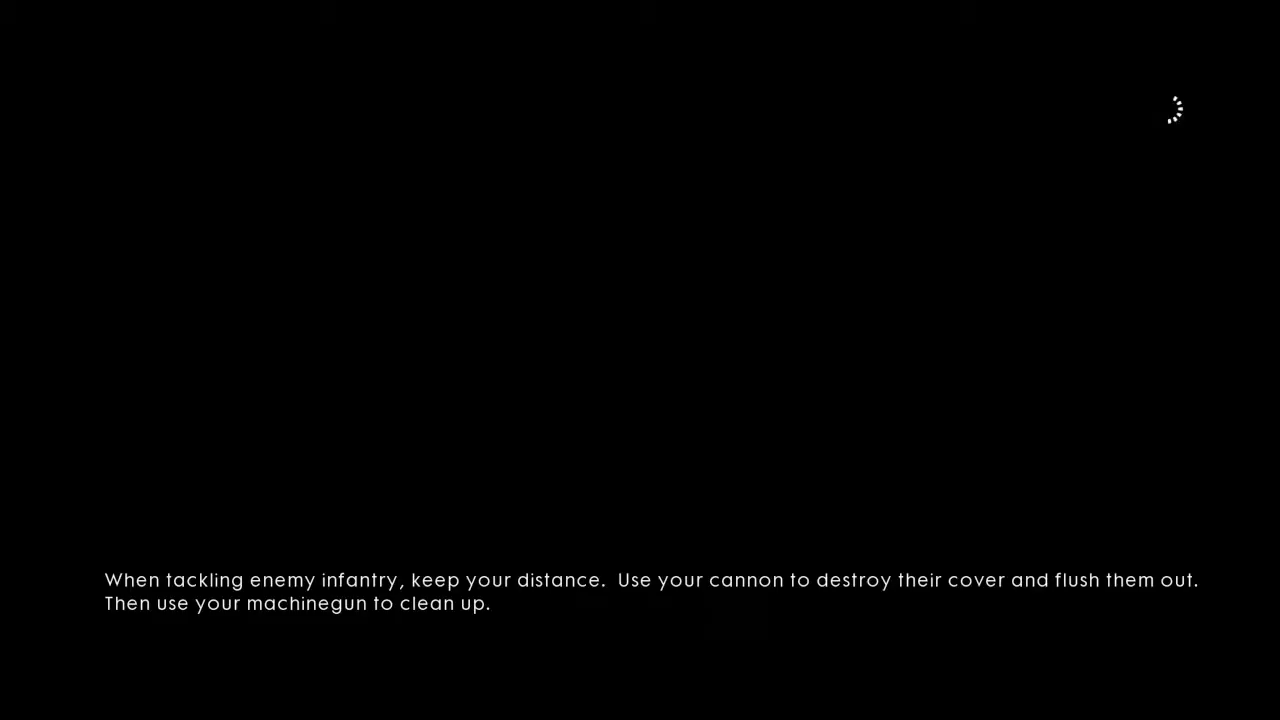 When tackling enemy infantry, keep your distance.  Use your cannon to destroy their cover and flush them out.
Then use your machinegun to clean up.